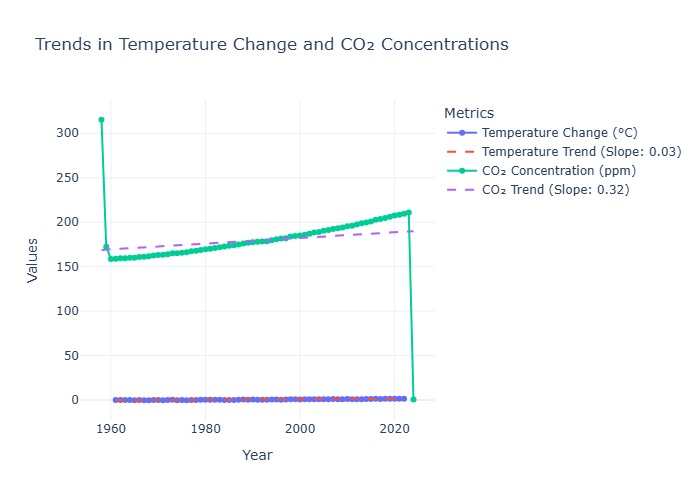 Trends in Temperature Change and CO₂ Concentrations
Metrics
Temperature Change (°C)
Temperature Trend (Slope: 0.03)
CO₂ Concentration (ppm)
CO₂ Trend (Slope: 0.32)
Values
300
250
200
150
100
50
0
1960 1980 2000 2020
Year